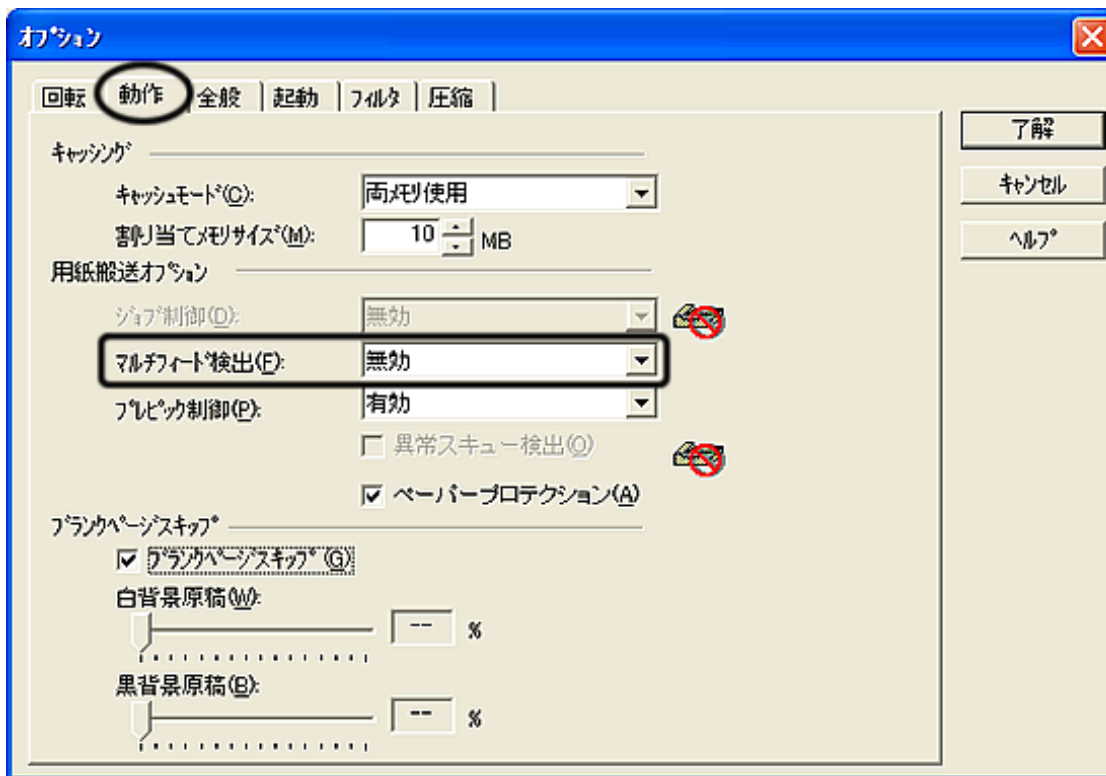 ｵﾌﾟｼｮﾝ
回転 動作 全般 起動 ﾌｨﾙﾀ 圧縮
了解
ｷｬﾝｾﾙ
ﾍﾙﾌﾟ
ｷｬｯｼﾝｸﾞ
ｷｬｯｼｭﾓｰﾄﾞ(C): 両ﾒﾓﾘ使用
割り当てﾒﾓﾘｻｲｽﾞ(M): 10 MB
用紙搬送ｵﾌﾟｼｮﾝ
ｼﾞｮﾌﾞ制御(D): 無効
ﾏﾙﾁﾌｨｰﾄﾞ検出(F): 無効
ﾌﾟﾚﾋﾟｯｸ制御(P): 有効
異常スキュー検出(O)
ペーパープロテクション(A)
ﾌﾞﾗﾝｸﾍﾟｰｼﾞｽｷｯﾌﾟ
ﾌﾞﾗﾝｸﾍﾟｰｼﾞｽｷｯﾌﾟ(G)
白背景原稿(W):
-- %
黒背景原稿(B):
-- %